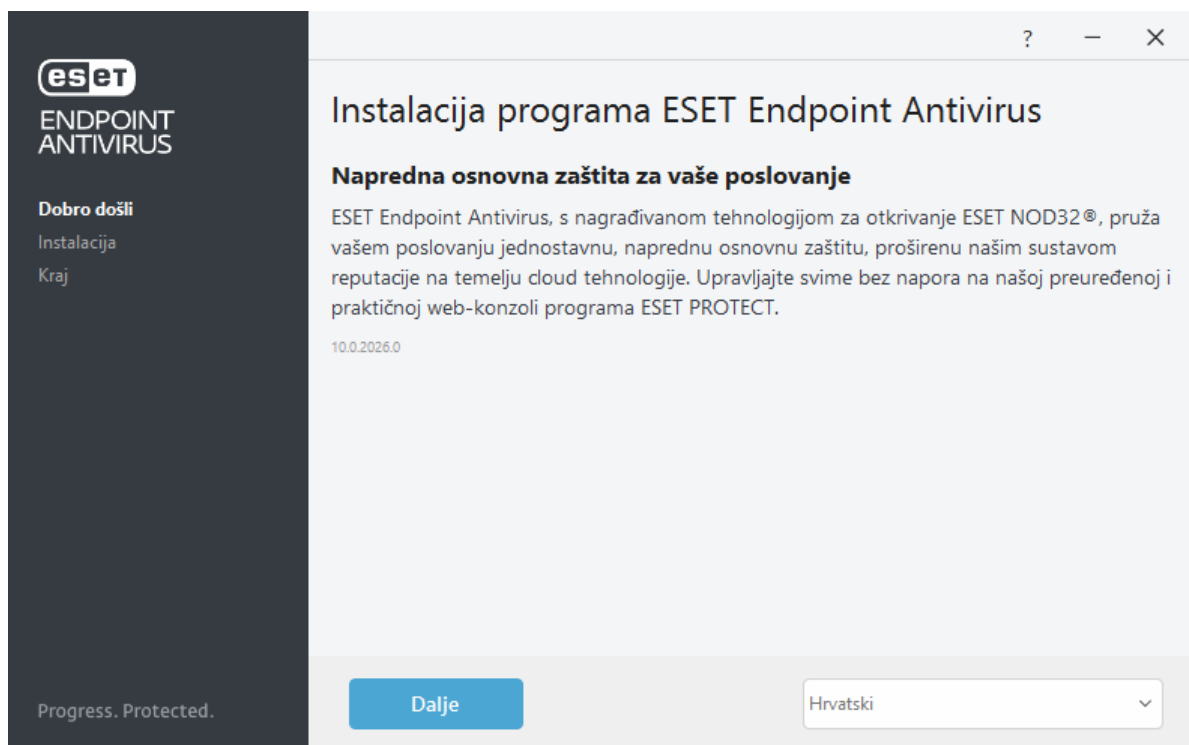 eset
ENDPOINT
ANTIVIRUS
Dobro došli
Instalacija
Kraj
Progress. Protected.
?
Instalacija programa ESET Endpoint Antivirus
Napredna osnovna zaštita za vaše poslovanje
ESET Endpoint Antivirus, s nagrađivanom tehnologijom za otkrivanje ESET NOD32®, pruža
vašem poslovanju jednostavnu, naprednu osnovnu zaštitu, proširenu našim sustavom
reputacije na temelju cloud tehnologije. Upravljajte svime bez napora na našoj preuređenoj i
praktičnoj web-konzoli programa ESET PROTECT.
10.0.2026.0
Dalje
Hrvatski